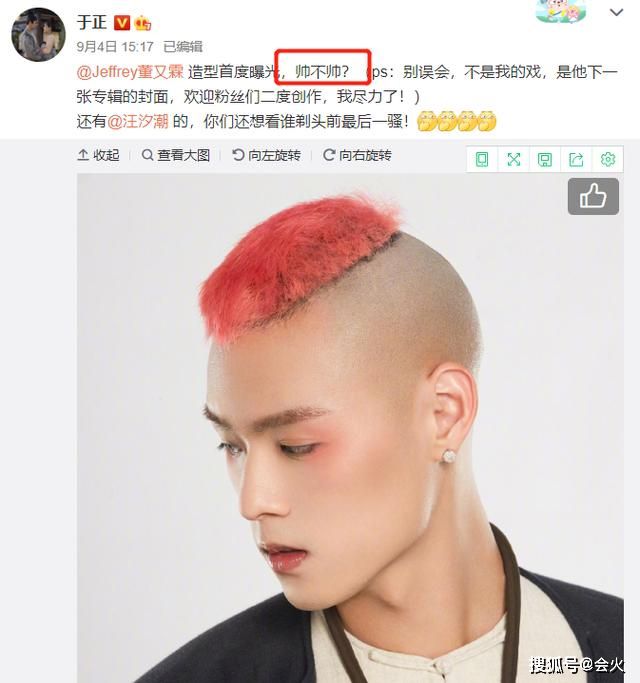 于正
9月4日 15:17 已编辑
@Jeffrey董又霖 造型首度曝光，帅不帅？（ps：别误会，不是我的戏，是他下一
张专辑的封面，欢迎粉丝们二度创作，我尽力了！）
还有@汪汐潮 的，你们还想看谁剃头前最后一骚！
收起 查看大图 向左旋转 向右旋转
搜狐号@会火